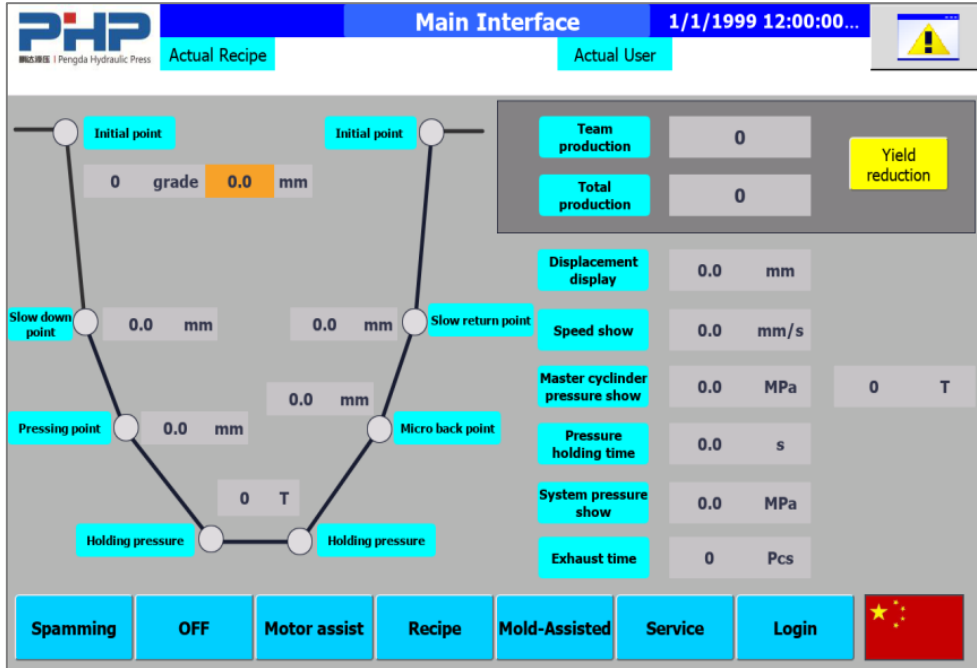 PHP
Main Interface
1/1/1999 12:00:00...
鹏达液压 | Pengda Hydraulic Press
Actual Recipe
Actual User
Initial point
Initial point
0 grade 0.0 mm
Slow down
point
0.0 mm
0.0 mm
Slow return point
Pressing point
0.0 mm
0.0 mm
Micro back point
0 T
Holding pressure
Holding pressure
Team
production
0
Total
production
0
Yield
reduction
Displacement
display
0.0 mm
Speed show
0.0 mm/s
Master cyclinder
pressure show
0.0 MPa
0 T
Pressure
holding time
0.0 s
System pressure
show
0.0 MPa
Exhaust time
0 Pcs
Spamming
OFF
Motor assist
Recipe
Mold-Assisted
Service
Login